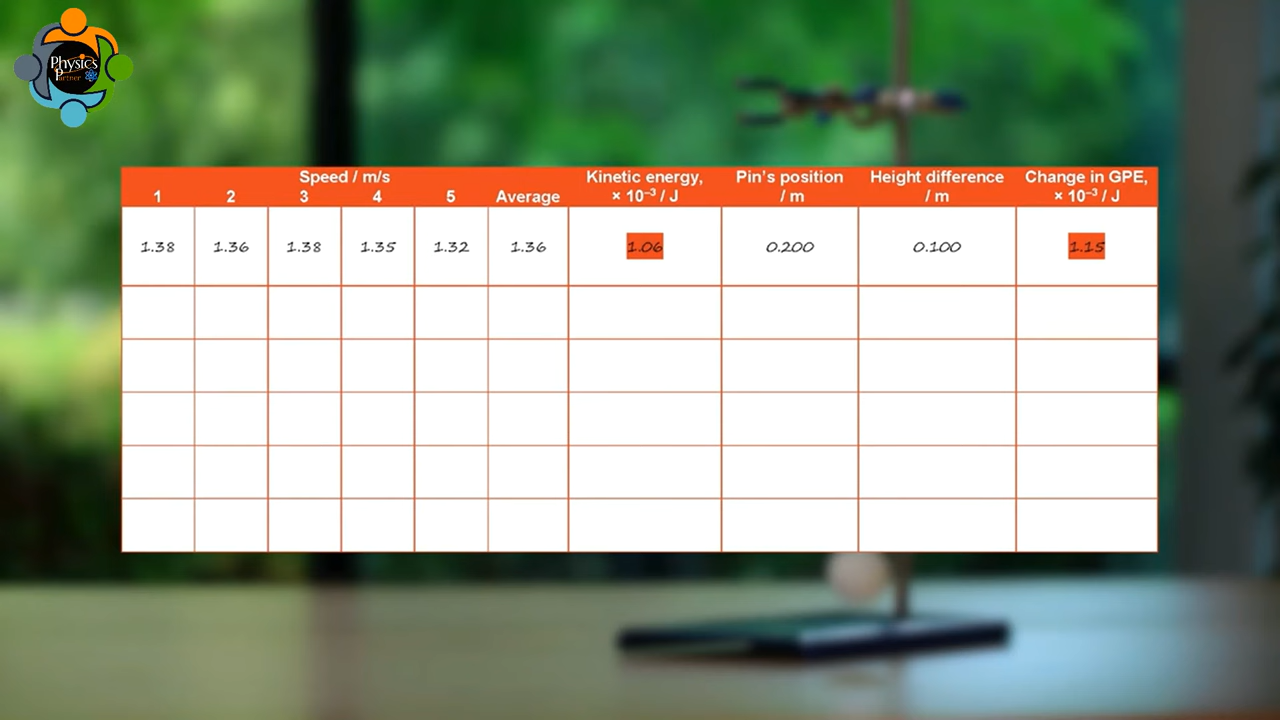 Physics
Partner
Speed / m/s
1 2 3 4 5 Average
Kinetic energy,
× 10⁻³ / J
Pin's position
/ m
Height difference
/ m
Change in GPE,
× 10⁻³ / J
1.38 1.36 1.38 1.35 1.32 1.36 1.06 0.200 0.100 1.15